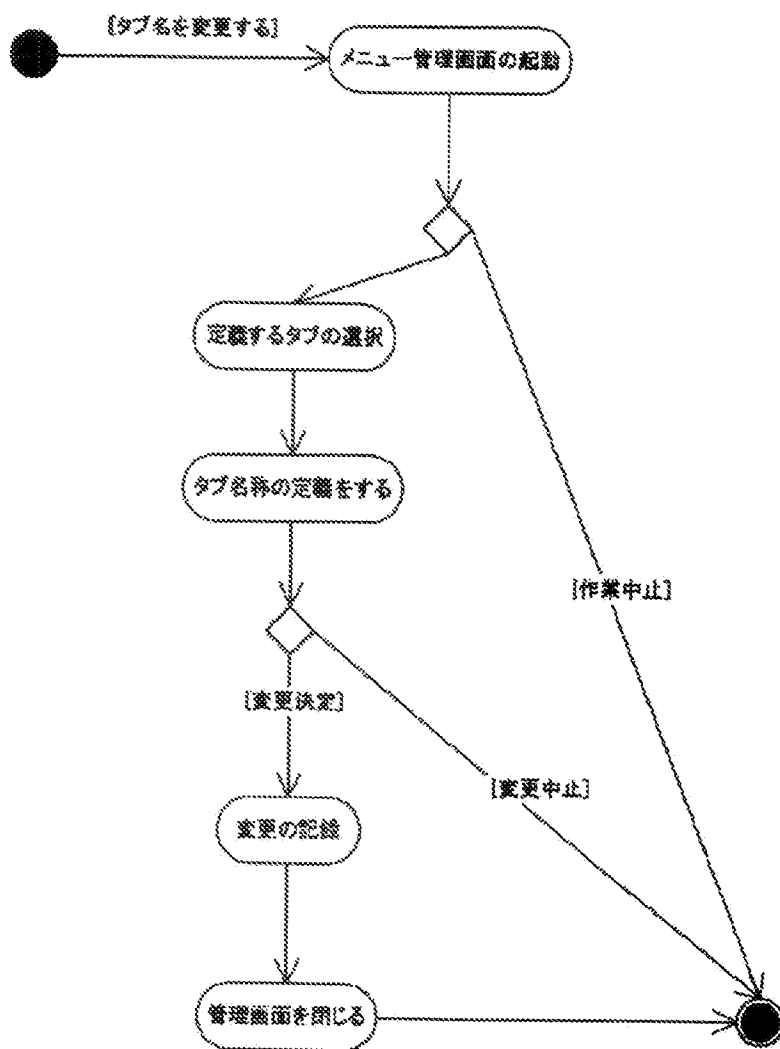 [タブ名を変更する]
メニュー管理画面の起動
定義するタブの選択
タブ名称の定義をする
[作業中止]
[変更決定]
[変更中止]
変更の記録
管理画面を閉じる